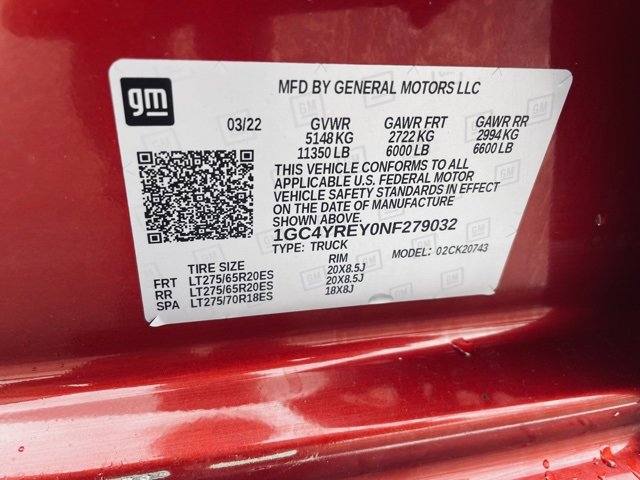 gm
MFD BY GENERAL MOTORS LLC
03/22 GVWR GAWR FRT GAWR RR
5148 KG 2722 KG 2994 KG
11350 LB 6000 LB 6600 LB
THIS VEHICLE CONFORMS TO ALL
APPLICABLE U.S. FEDERAL MOTOR
VEHICLE SAFETY STANDARDS IN EFFECT
ON THE DATE OF MANUFACTURE
SHOWN ABOVE.
1GC4YREY0NF279032
TYPE: TRUCK MODEL: 02CK20743
TIRE SIZE RIM
FRT LT275/65R20ES 20X8.5J
RR LT275/65R20ES 20X8.5J
SPA LT275/70R18ES 18X8J